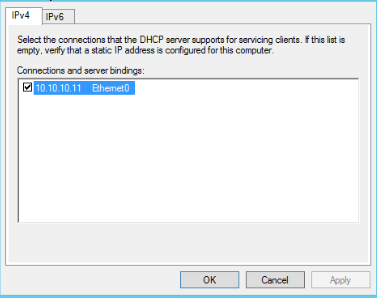 IPv4 IPv6
Select the connections that the DHCP server supports for servicing clients. If this list is
empty, verify that a static IP address is configured for this computer.
Connections and server bindings:
10.10.10.11 Ethernet0
OK Cancel Apply